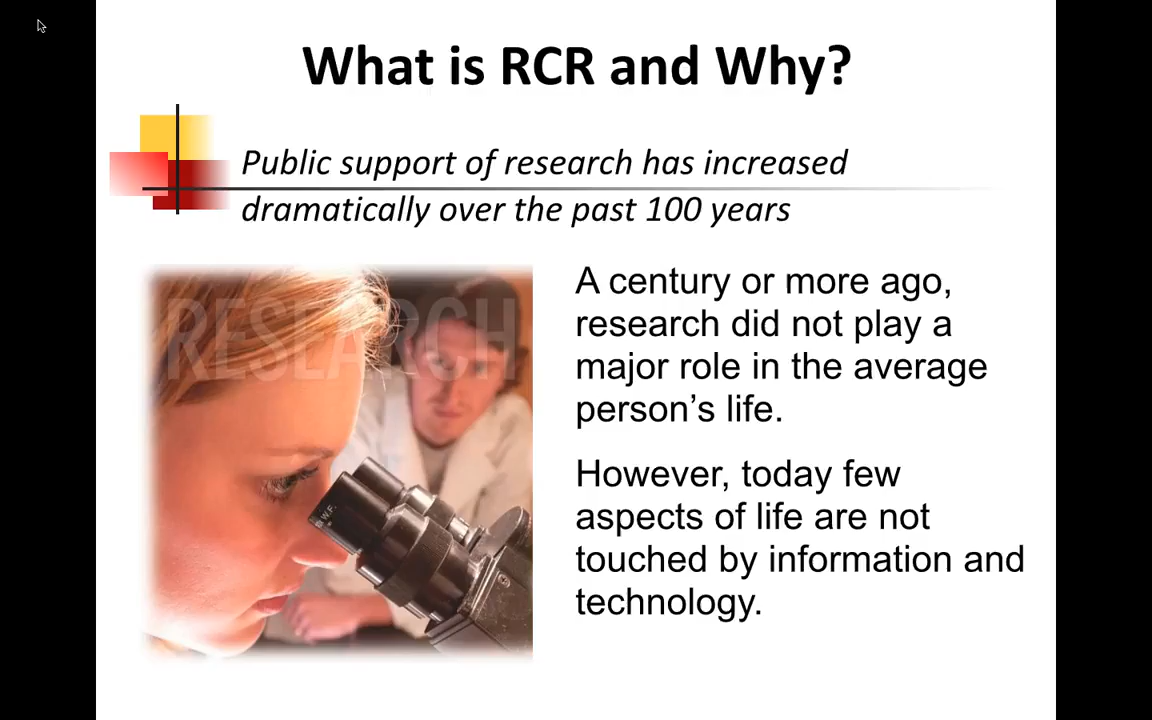 What is RCR and Why?
Public support of research has increased
dramatically over the past 100 years
RESEARCH
A century or more ago,
research did not play a
major role in the average
person’s life.
However, today few
aspects of life are not
touched by information and
technology.
W.F.